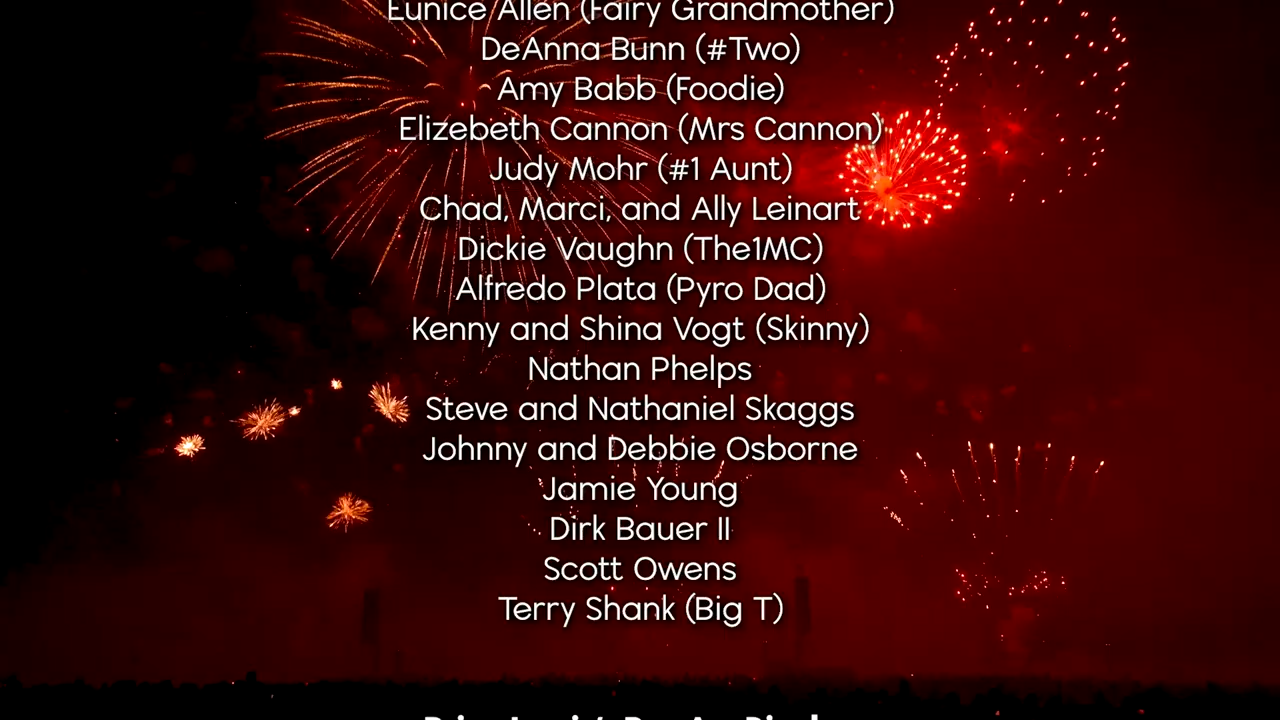 Eunice Allen (Fairy Grandmother)
DeAnna Bunn (#Two)
Amy Babb (Foodie)
Elizebeth Cannon (Mrs Cannon)
Judy Mohr (#1 Aunt)
Chad, Marci, and Ally Leinart
Dickie Vaughn (The1MC)
Alfredo Plata (Pyro Dad)
Kenny and Shina Vogt (Skinny)
Nathan Phelps
Steve and Nathaniel Skaggs
Johnny and Debbie Osborne
Jamie Young
Dirk Bauer II
Scott Owens
Terry Shank (Big T)